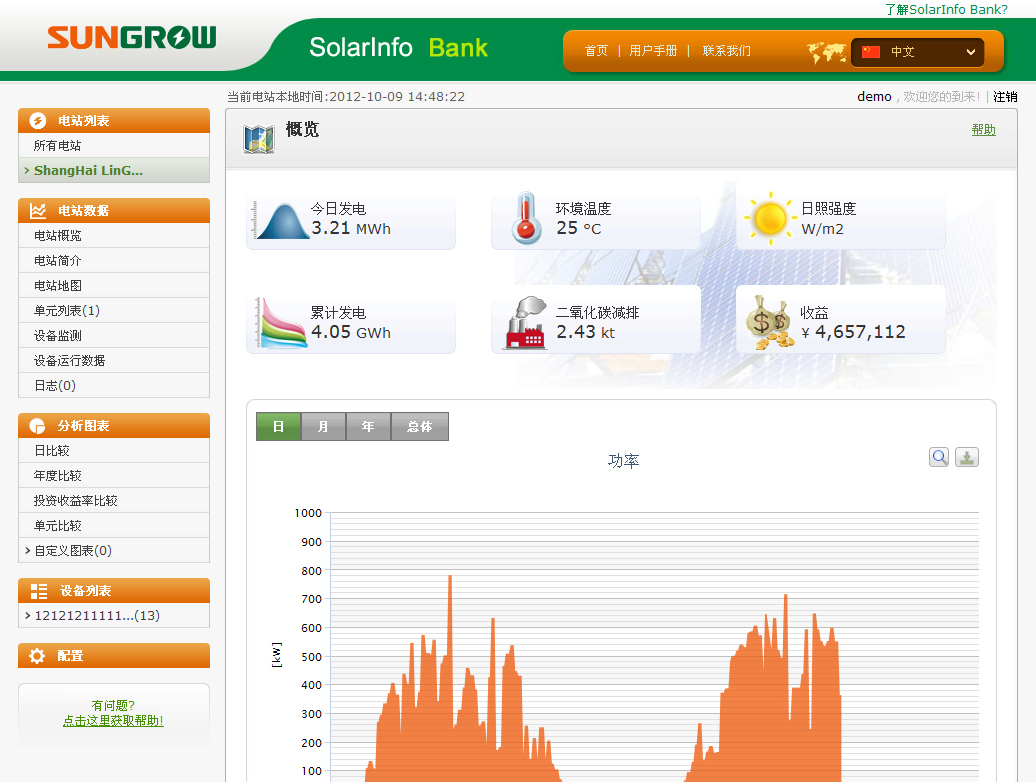 了解SolarInfo Bank?
SUNGROW
SolarInfo Bank
首页 | 用户手册 | 联系我们
中文
当前电站本地时间:2012-10-09 14:48:22
demo , 欢迎您的到来! | 注销
电站列表
所有电站
> ShangHai LinG...
电站数据
电站概览
电站简介
电站地图
单元列表(1)
设备监测
设备运行数据
日志(0)
分析图表
日比较
年度比较
投资收益率比较
单元比较
> 自定义图表(0)
设备列表
> 12121211111...(13)
配置
有问题?
点击这里获取帮助!
概览
帮助
今日发电
3.21 MWh
环境温度
25 ºC
日照强度
W/m2
累计发电
4.05 GWh
二氧化碳减排
2.43 kt
收益
¥ 4,657,112
日
月
年
总体
功率
1000
900
800
700
600
500
400
300
200
100
[kW]